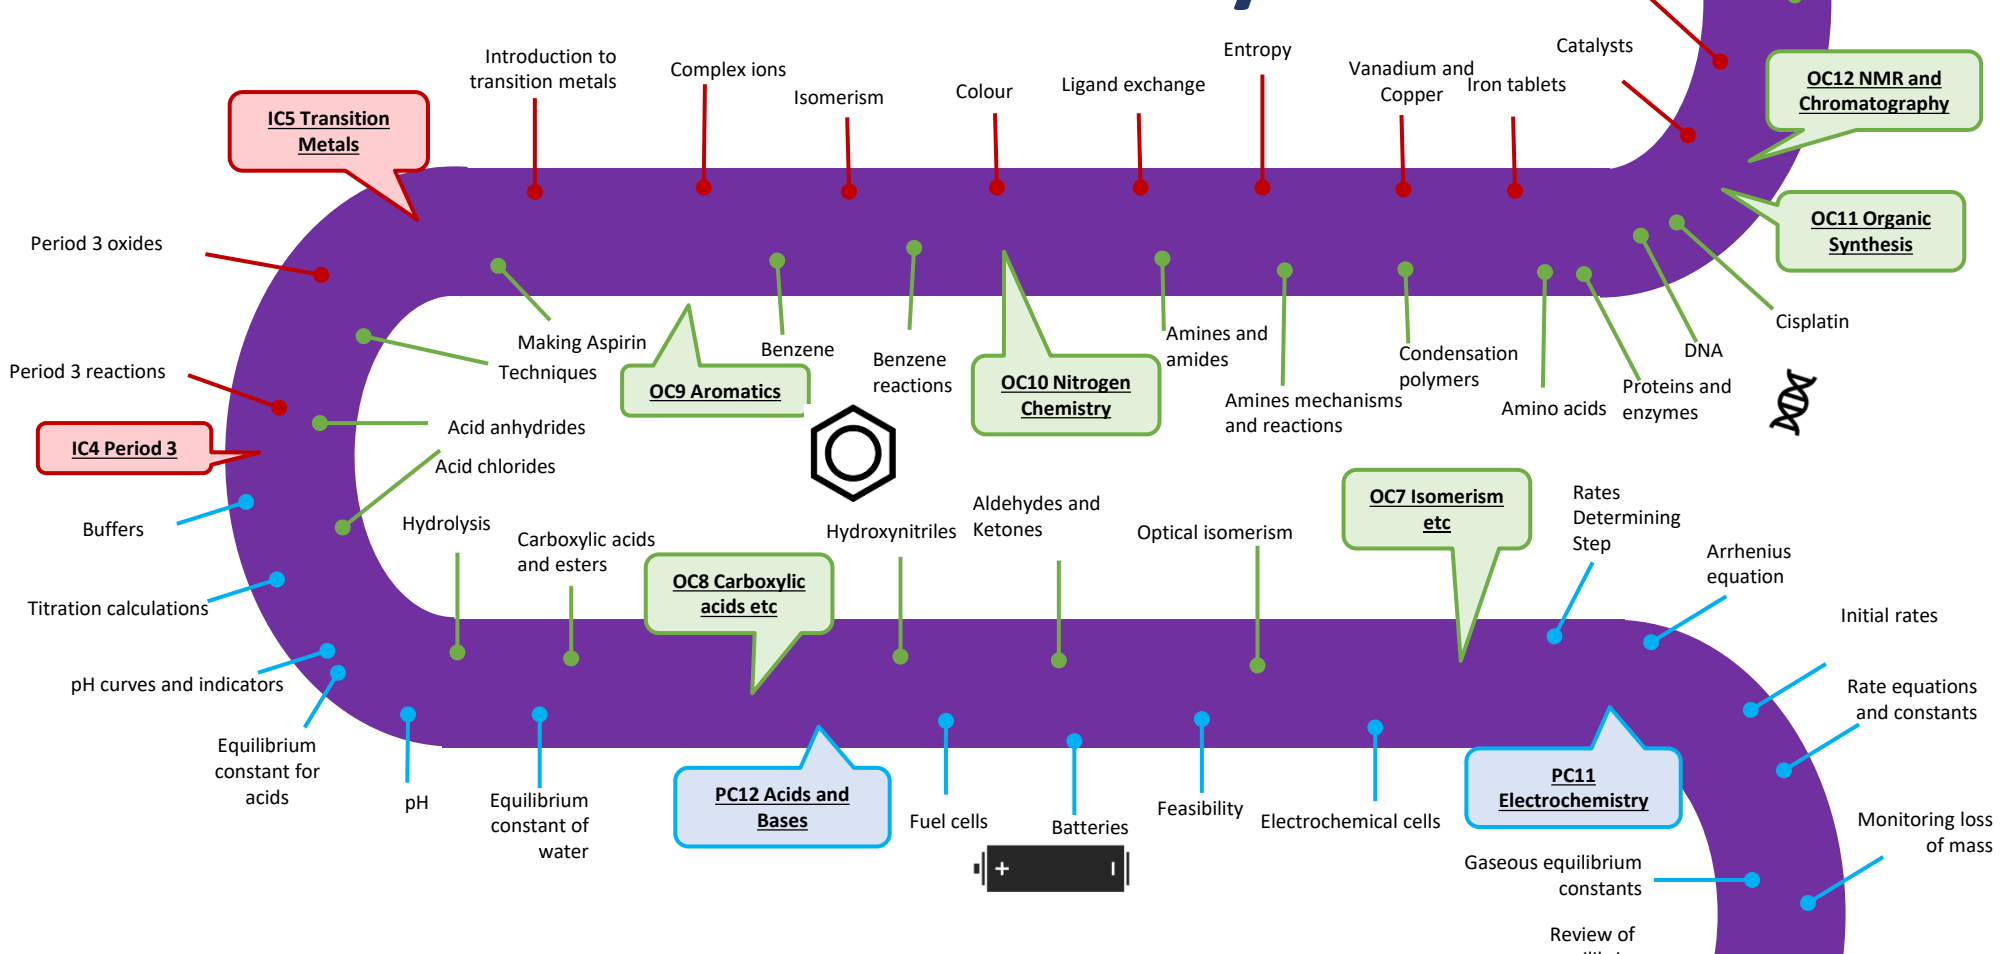 Entropy
Catalysts
Introduction to
transition metals
Complex ions
Isomerism
Colour
Ligand exchange
Vanadium and
Copper
Iron tablets
OC12 NMR and
Chromatography
IC5 Transition
Metals
OC11 Organic
Synthesis
Period 3 oxides
Cisplatin
Making Aspirin
Techniques
OC9 Aromatics
Benzene
Benzene
reactions
OC10 Nitrogen
Chemistry
Amines and
amides
Amines mechanisms
and reactions
Condensation
polymers
Amino acids
Proteins and
enzymes
DNA
Period 3 reactions
IC4 Period 3
Acid anhydrides
Acid chlorides
Buffers
Hydrolysis
Carboxylic acids
and esters
OC8 Carboxylic
acids etc
Hydroxynitriles
Aldehydes and
Ketones
Optical isomerism
OC7 Isomerism
etc
Rates
Determining
Step
Arrhenius
equation
Initial rates
Rate equations
and constants
Titration calculations
pH curves and indicators
Equilibrium
constant for
acids
pH
Equilibrium
constant of
water
PC12 Acids and
Bases
Fuel cells
Batteries
+
Feasibility
Electrochemical cells
PC11
Electrochemistry
Monitoring loss
of mass
Gaseous equilibrium
constants
Review of